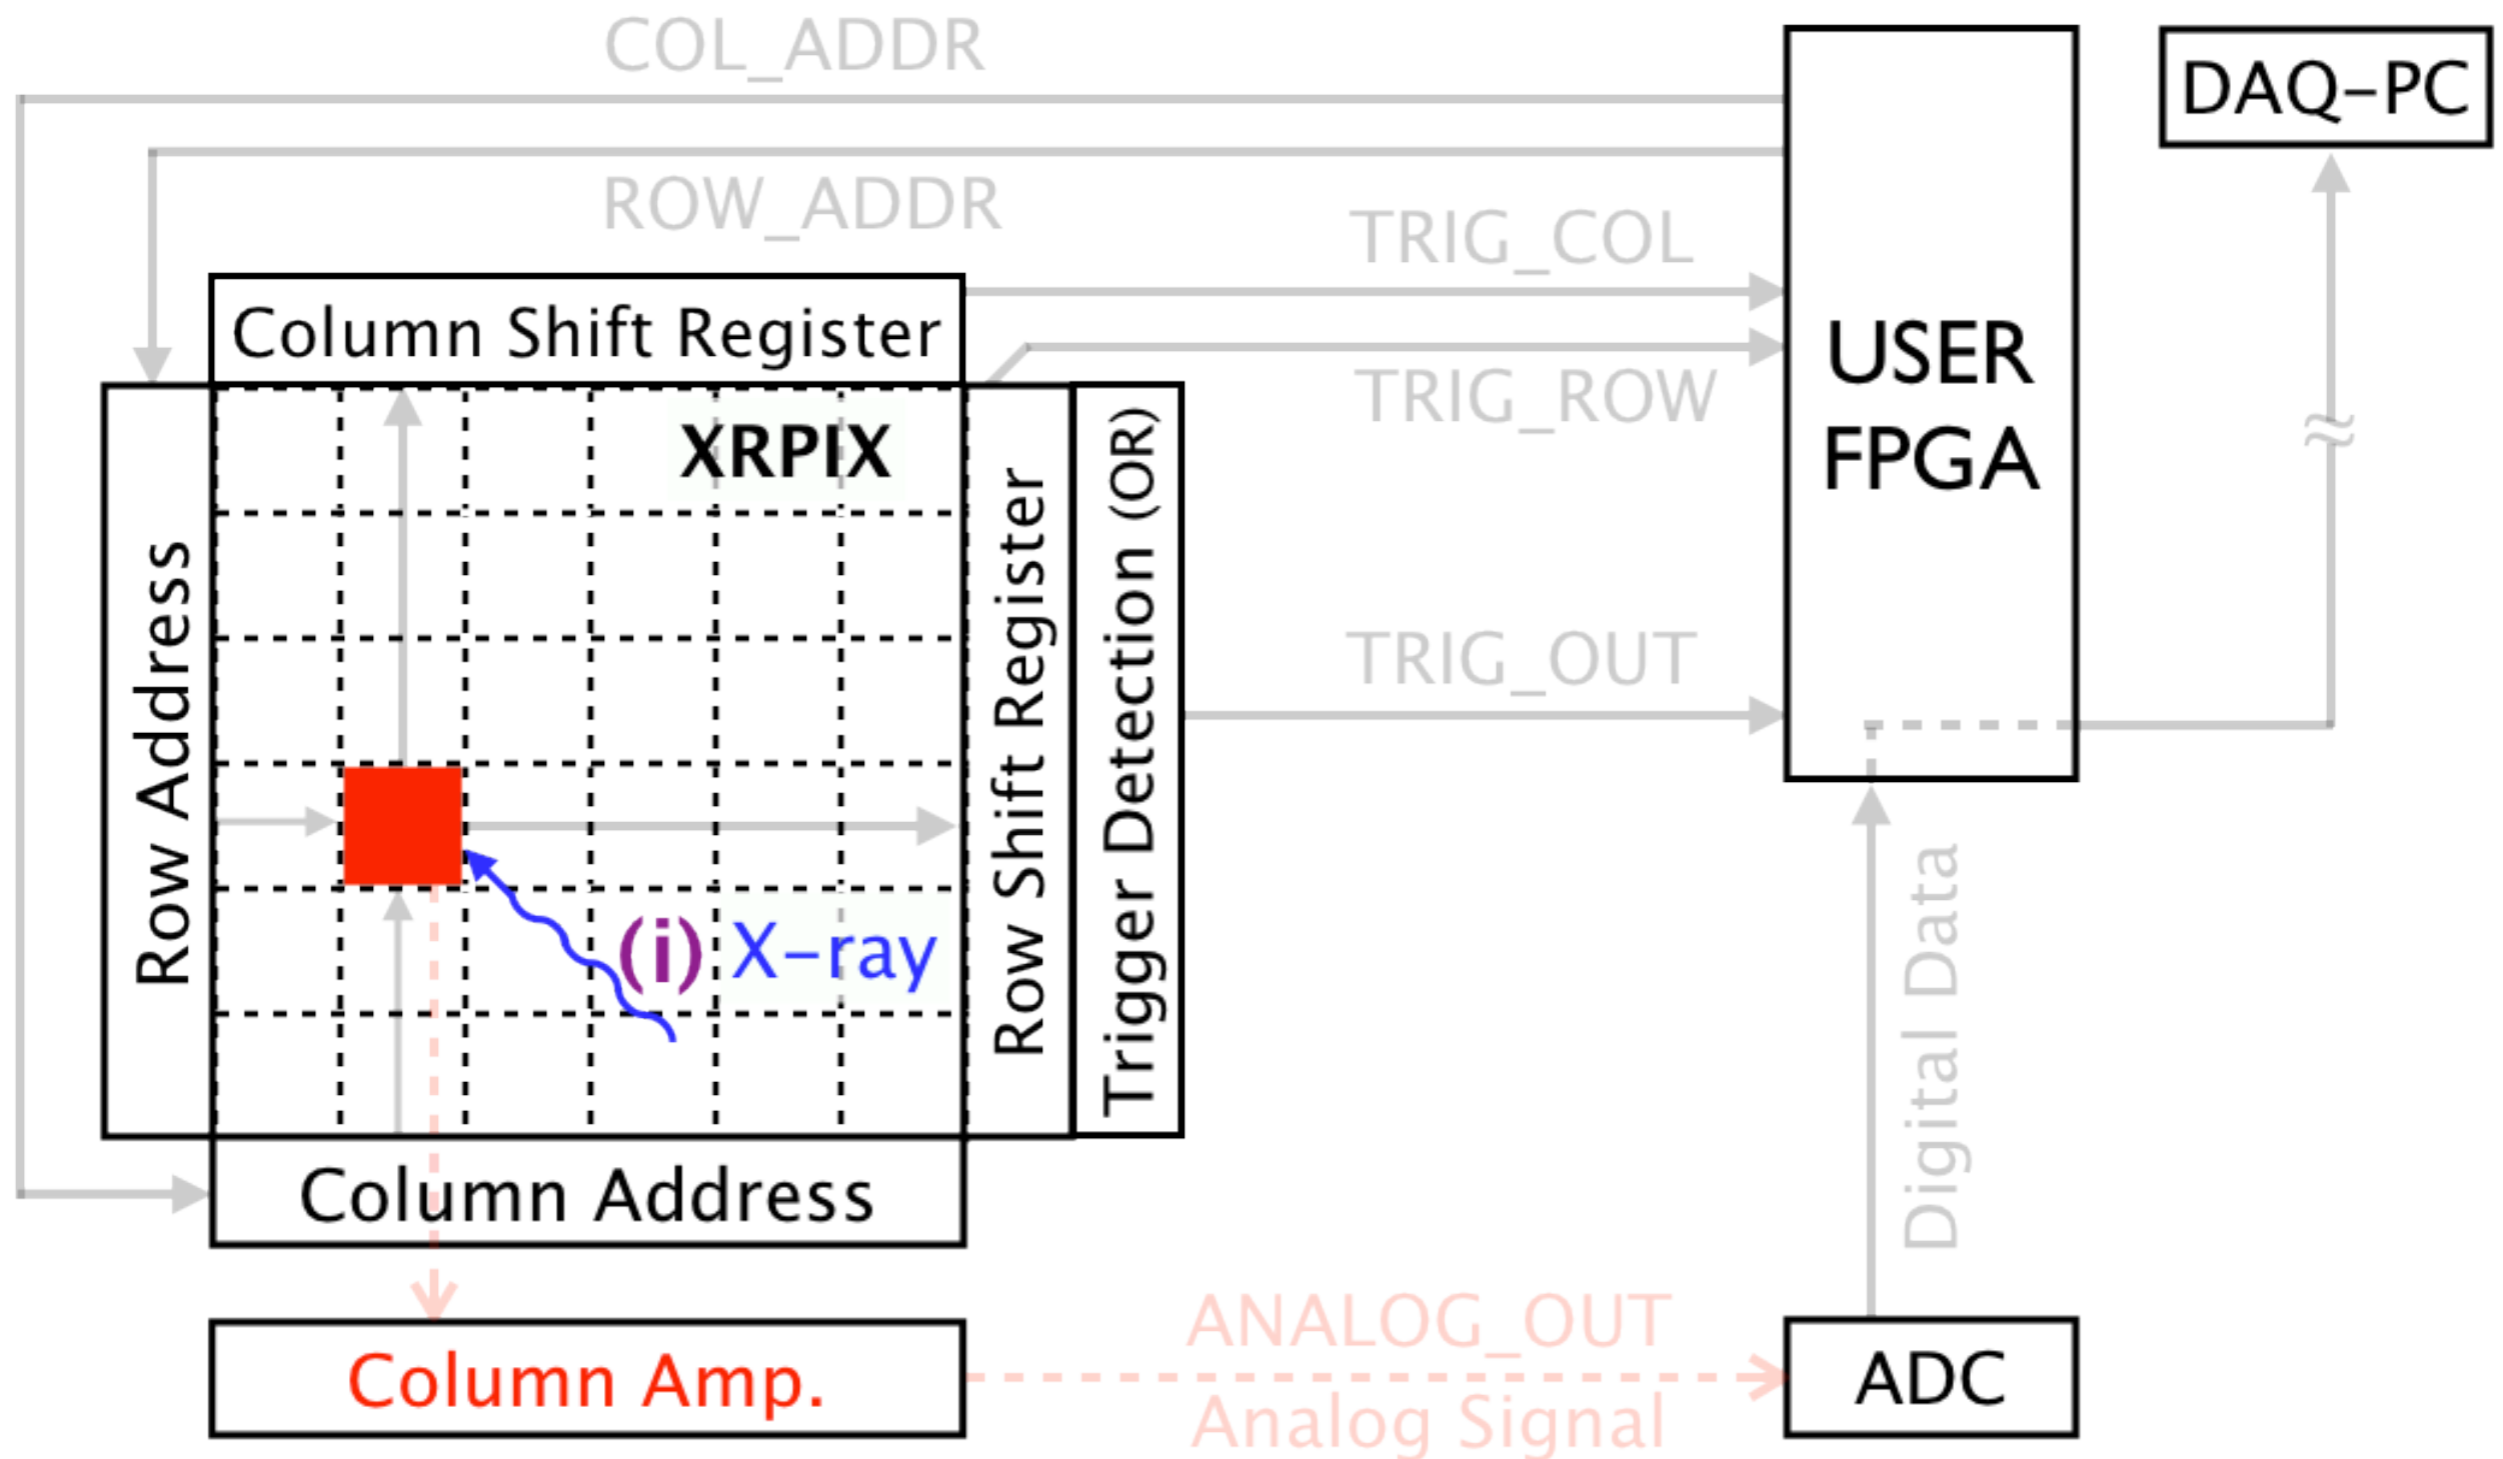 COL_ADDR
DAQ-PC
ROW_ADDR
TRIG_COL
Column Shift Register
USER
FPGA
TRIG_ROW
XRPIX
Row Address
Row Shift Register
Trigger Detection (OR)
TRIG_OUT
(i) X-ray
Digital Data
Column Address
ANALOG_OUT
Column Amp.
ADC
Analog Signal